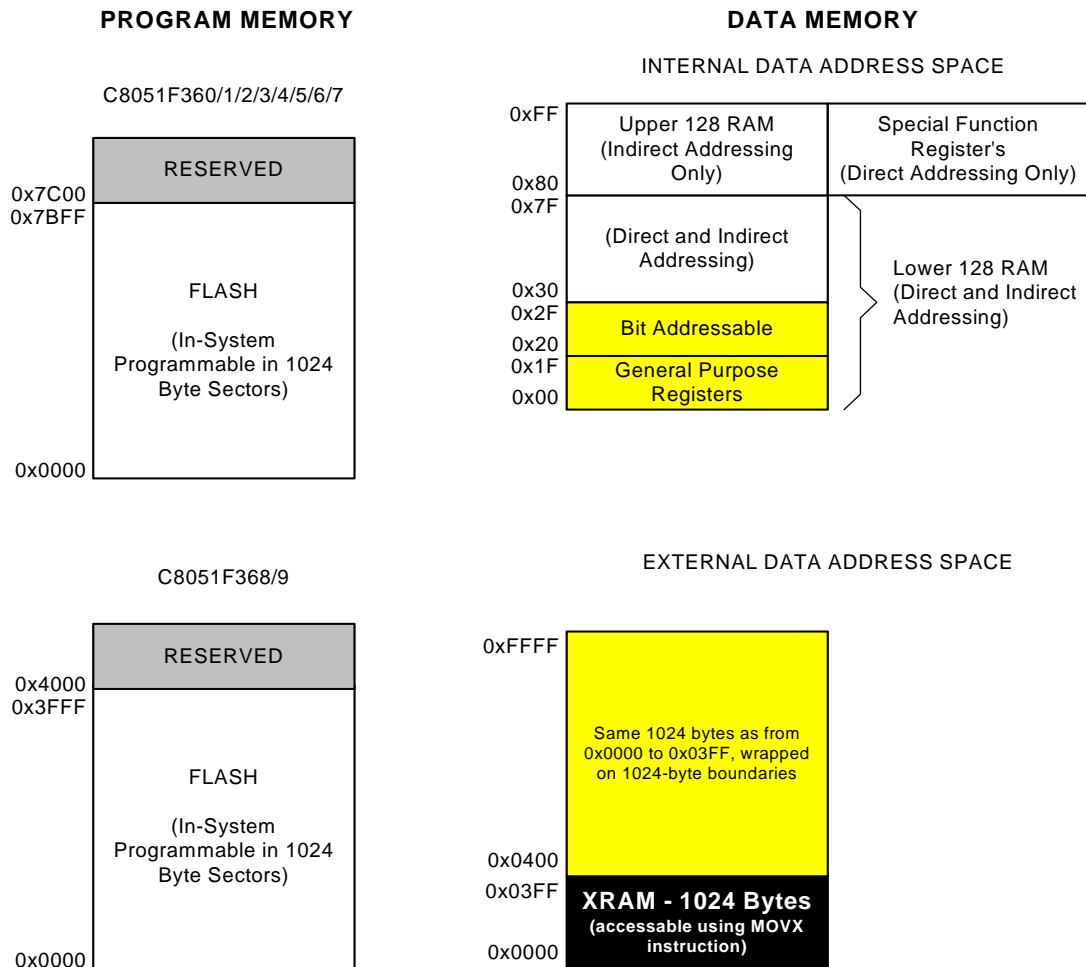 PROGRAM MEMORY
C8051F360/1/2/3/4/5/6/7
RESERVED
0x7C00
0x7BFF
FLASH
(In-System
Programmable in 1024
Byte Sectors)
0x0000
C8051F368/9
RESERVED
0x4000
0x3FFF
FLASH
(In-System
Programmable in 1024
Byte Sectors)
0x0000
DATA MEMORY
INTERNAL DATA ADDRESS SPACE
0xFF
Upper 128 RAM
(Indirect Addressing
Only)
Special Function
Register's
(Direct Addressing Only)
0x80
0x7F
(Direct and Indirect
Addressing)
Lower 128 RAM
(Direct and Indirect
Addressing)
0x30
0x2F
Bit Addressable
0x20
0x1F
General Purpose
Registers
0x00
EXTERNAL DATA ADDRESS SPACE
0xFFFF
Same 1024 bytes as from
0x0000 to 0x03FF, wrapped
on 1024-byte boundaries
0x0400
0x03FF
XRAM - 1024 Bytes
(accessable using MOVX
instruction)
0x0000